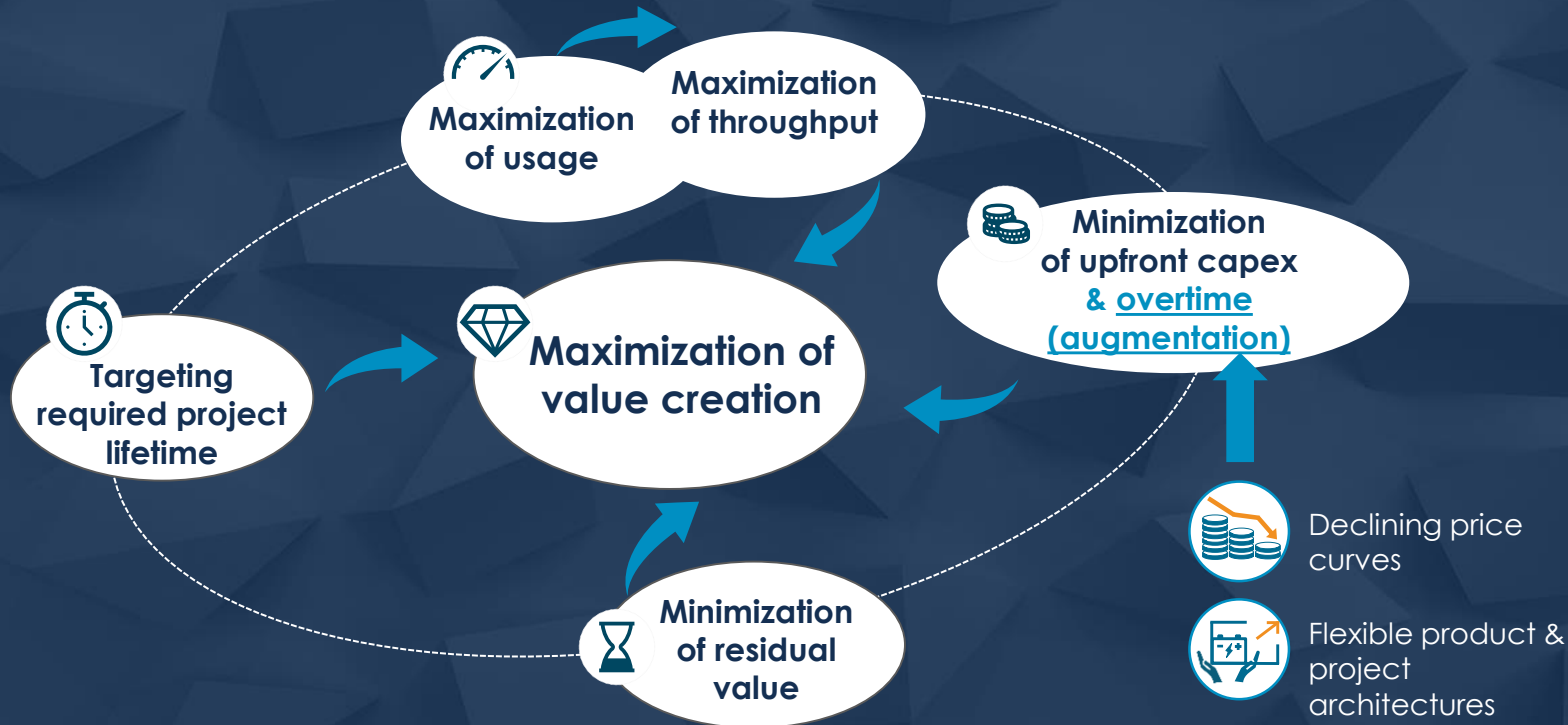 Maximization
of usage
Maximization
of throughput
Minimization
of upfront capex
& overtime
(augmentation)
Targeting
required project
lifetime
Maximization of
value creation
Declining price
curves
Minimization
of residual
value
Flexible product &
project
architectures